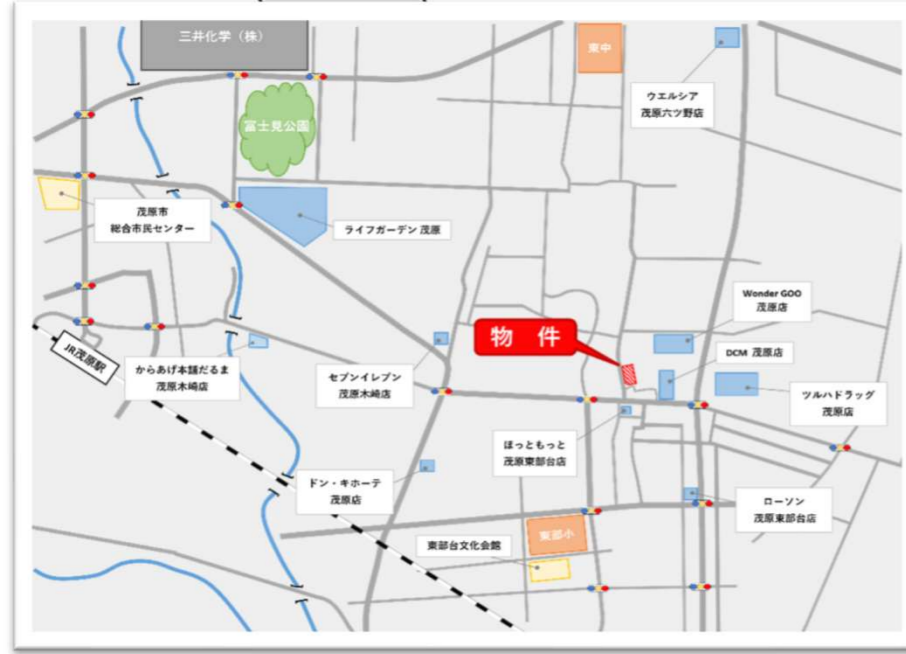 三井化学（株）
東中
ウエルシア
茂原六ツ野店
富士見公園
茂原市
総合市民センター
ライフガーデン 茂原
Wonder GOO
茂原店
物 件
JR茂原駅
からあげ本舗だるま
茂原木崎店
セブンイレブン
茂原木崎店
DCM 茂原店
ツルハドラッグ
茂原店
ほっともっと
茂原東部台店
ドン・キホーテ
茂原店
ローソン
茂原東部台店
東部小
東部台文化会館